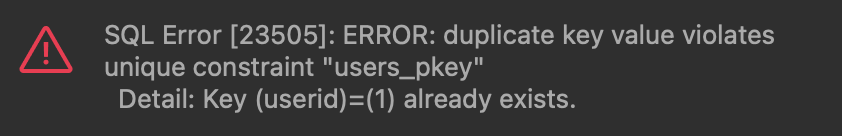 SQL Error [23505]: ERROR: duplicate key value violates
unique constraint "users_pkey"
Detail: Key (userid)=(1) already exists.